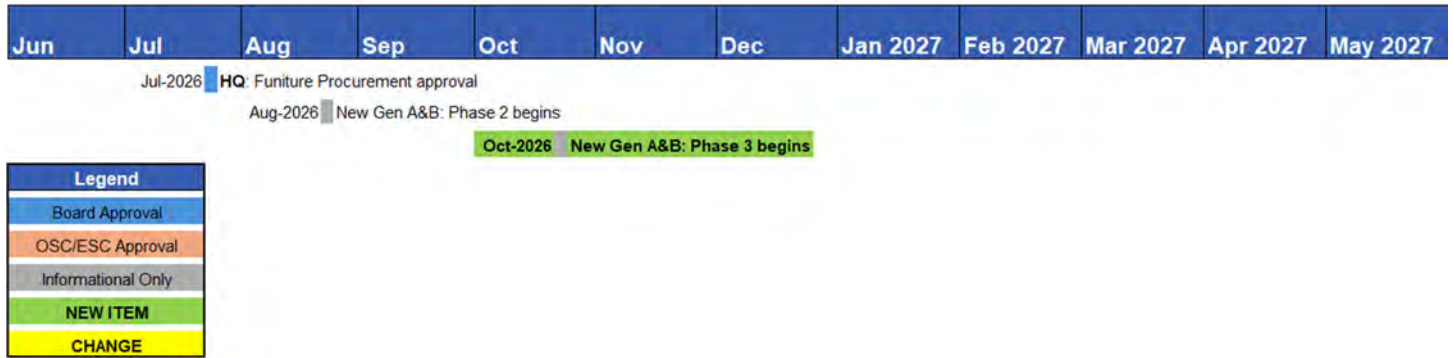 Jun Jul Aug Sep Oct Nov Dec Jan 2027 Feb 2027 Mar 2027 Apr 2027 May 2027
Jul-2026 HQ: Funiture Procurement approval
Aug-2026 New Gen A&B: Phase 2 begins
Oct-2026 New Gen A&B: Phase 3 begins
Legend
Board Approval
OSC/ESC Approval
Informational Only
NEW ITEM
CHANGE